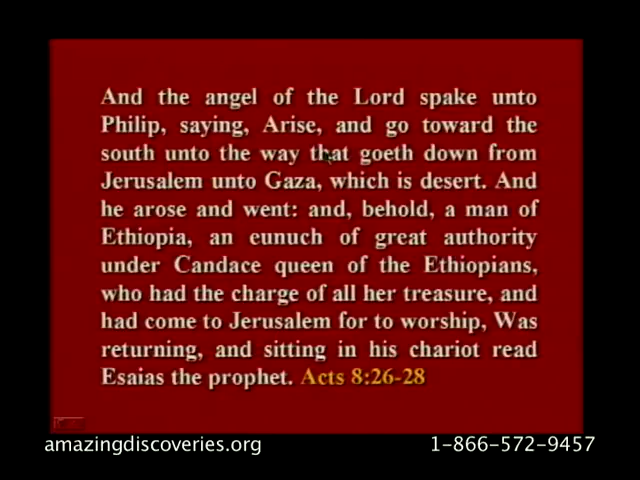 And the angel of the Lord spake unto
Philip, saying, Arise, and go toward the
south unto the way that goeth down from
Jerusalem unto Gaza, which is desert. And
he arose and went: and, behold, a man of
Ethiopia, an eunuch of great authority
under Candace queen of the Ethiopians,
who had the charge of all her treasure, and
had come to Jerusalem for to worship, Was
returning, and sitting in his chariot read
Esaias the prophet. Acts 8:26-28
amazingdiscoveries.org 1-866-572-9457